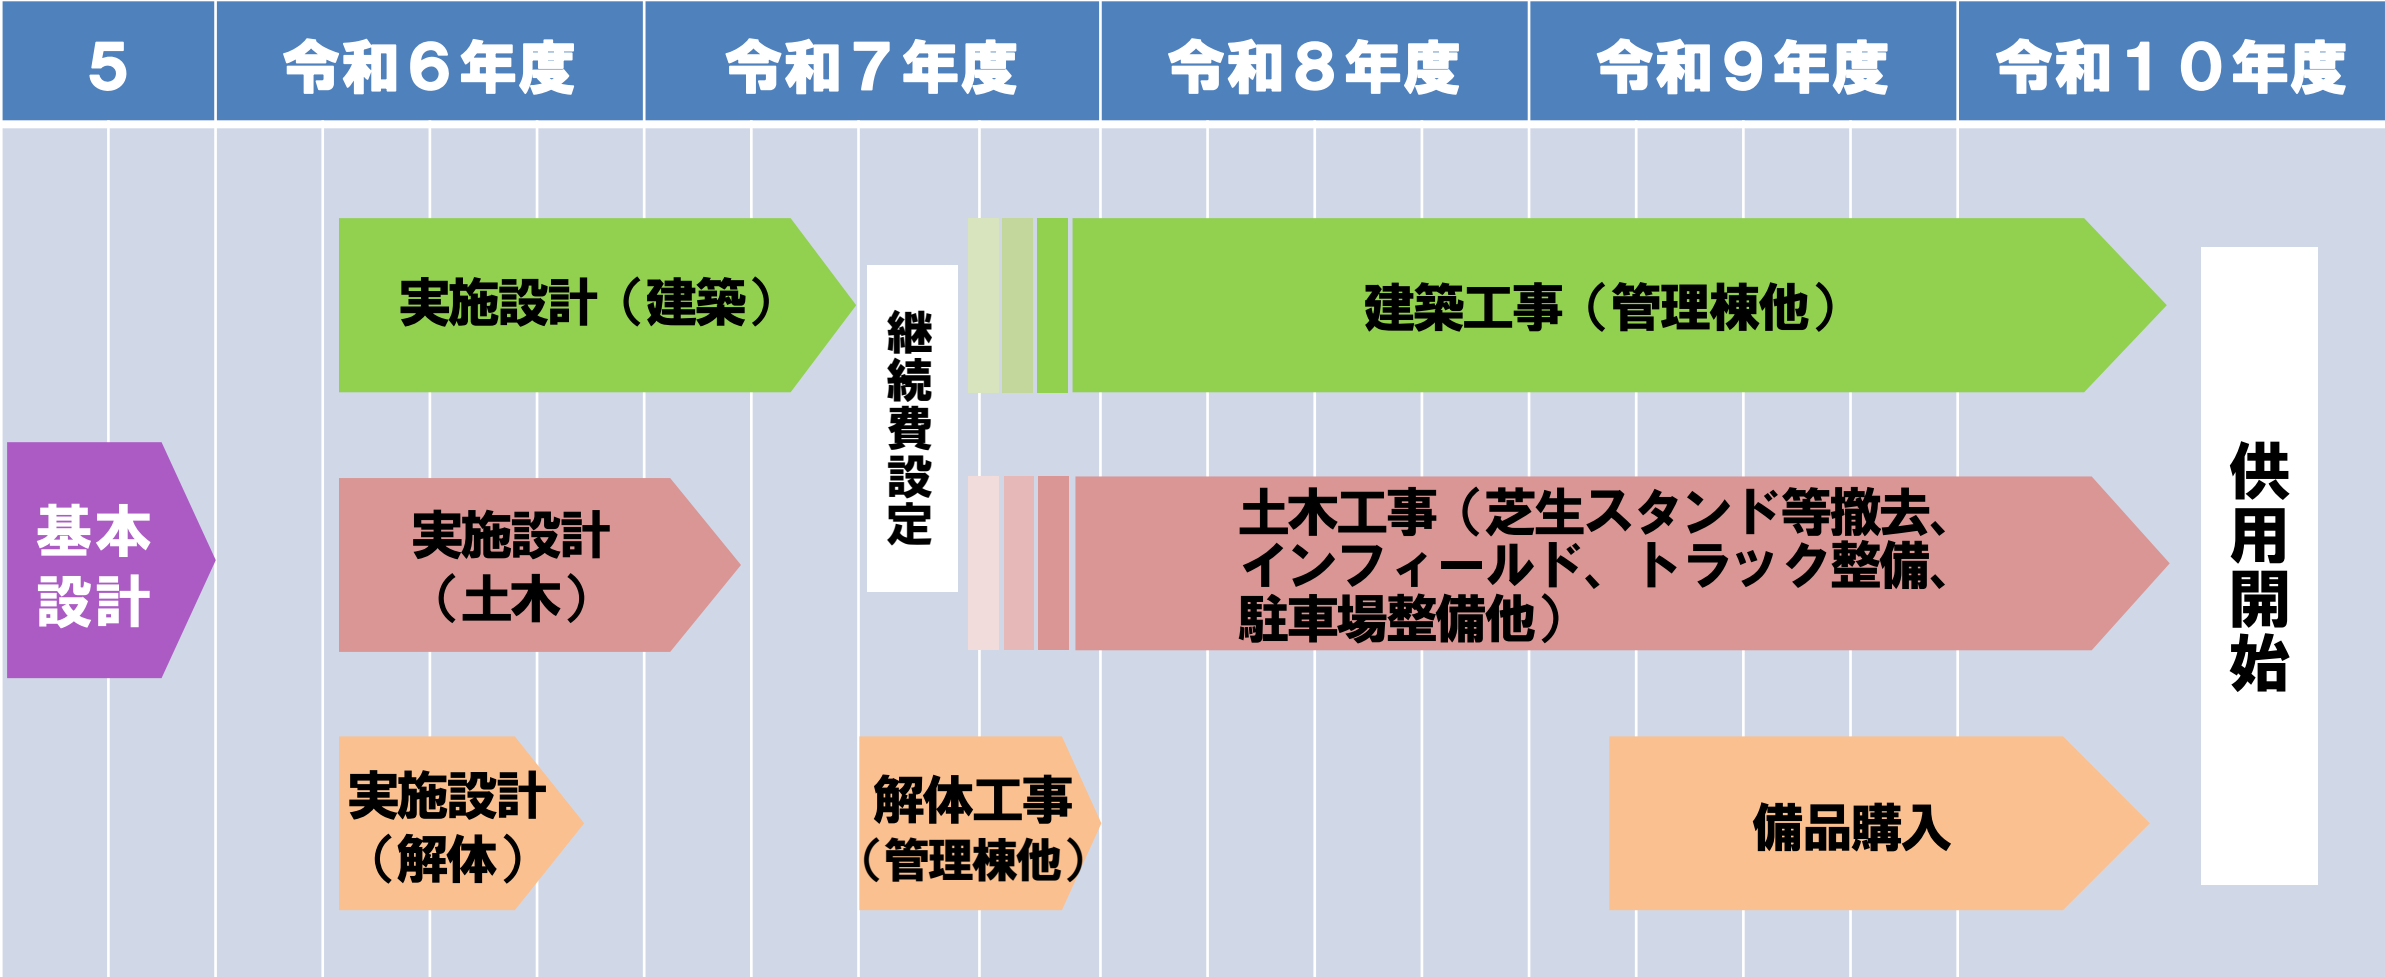 5
令和６年度
令和７年度
令和８年度
令和９年度
令和１０年度
実施設計（建築）
継続費設定
建築工事（管理棟他）
供用開始
基本
設計
実施設計
（土木）
土木工事（芝生スタンド等撤去、
インフィールド、トラック整備、
駐車場整備他）
実施設計
（解体）
解体工事
（管理棟他）
備品購入